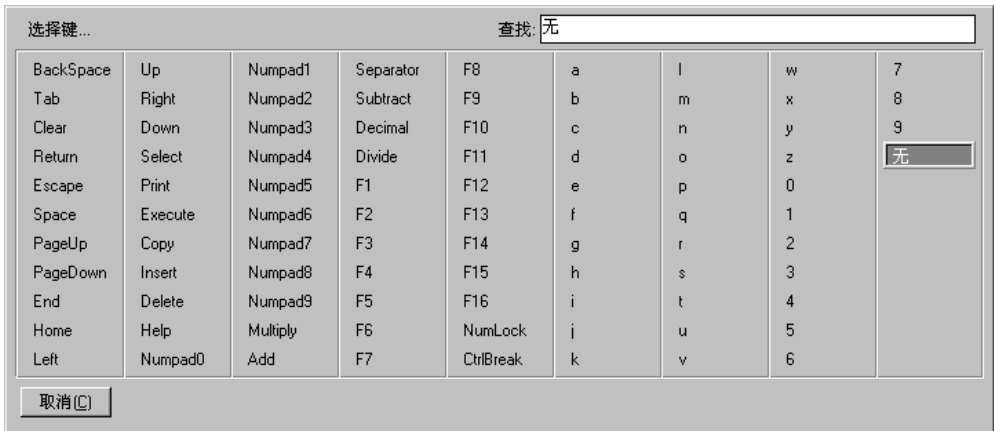 选择键... 查找: 无
BackSpace Up Numpad1 Separator F8 a l w 7
Tab Right Numpad2 Subtract F9 b m x 8
Clear Down Numpad3 Decimal F10 c n y 9
Return Select Numpad4 Divide F11 d o z 无
Escape Print Numpad5 F1 F12 e p 0
Space Execute Numpad6 F2 F13 f q 1
PageUp Copy Numpad7 F3 F14 g r 2
PageDown Insert Numpad8 F4 F15 h s 3
End Delete Numpad9 F5 F16 i t 4
Home Help Multiply F6 NumLock j u 5
Left Numpad0 Add F7 CtrlBreak k v 6
取消(C)